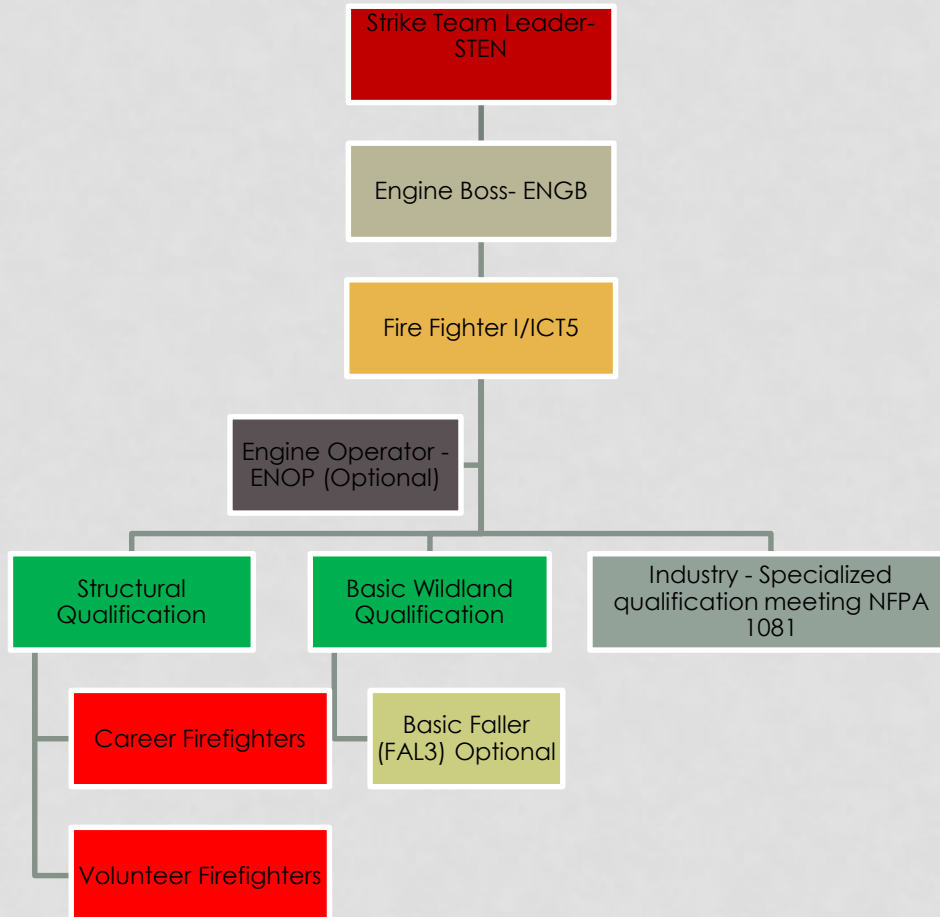 Strike Team Leader-
STEN
Engine Boss- ENGB
Fire Fighter I/ICT5
Engine Operator -
ENOP (Optional)
Structural
Qualification
Basic Wildland
Qualification
Industry - Specialized
qualification meeting NFPA
1081
Career Firefighters
Basic Faller
(FAL3) Optional
Volunteer Firefighters